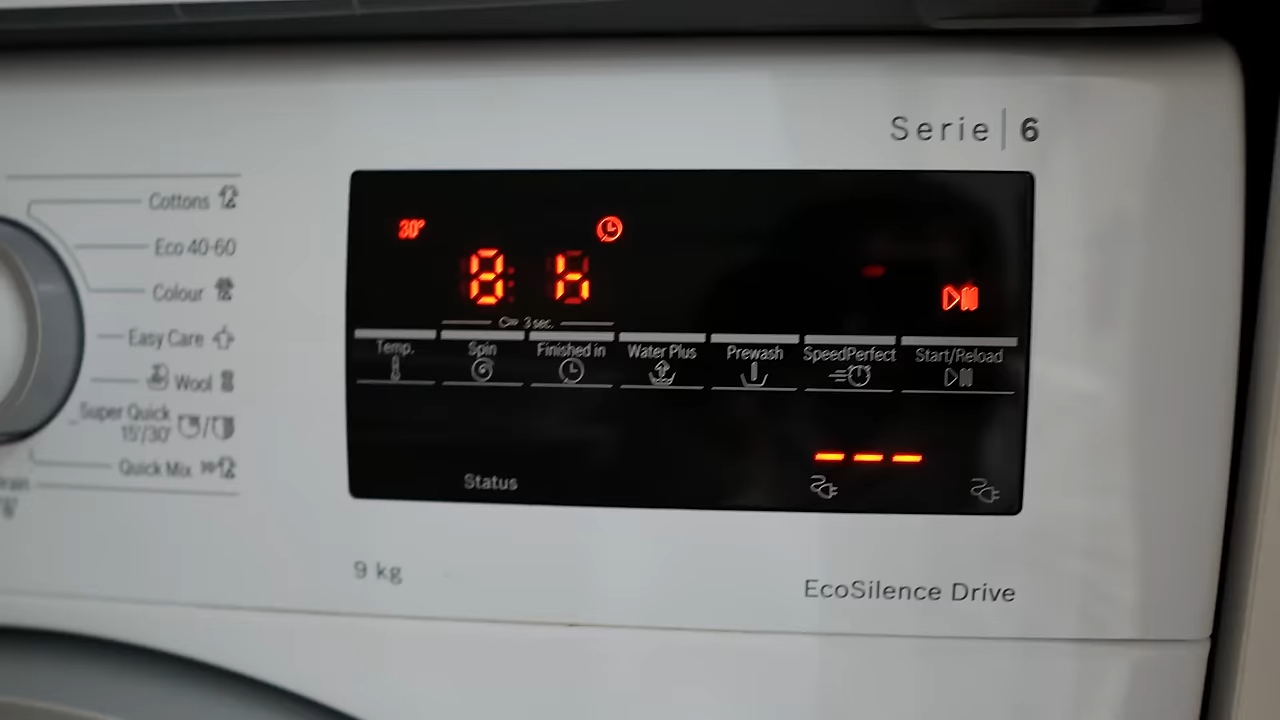 Serie | 6
Cottons
Eco 40-60
Colour
Easy Care
Wool
Super Quick
15'/30'
Quick Mix
30°
8 h
3 sec.
Temp.
Spin
Finished in
Water Plus
Prewash
SpeedPerfect
Start/Reload
Status
9 kg
EcoSilence Drive